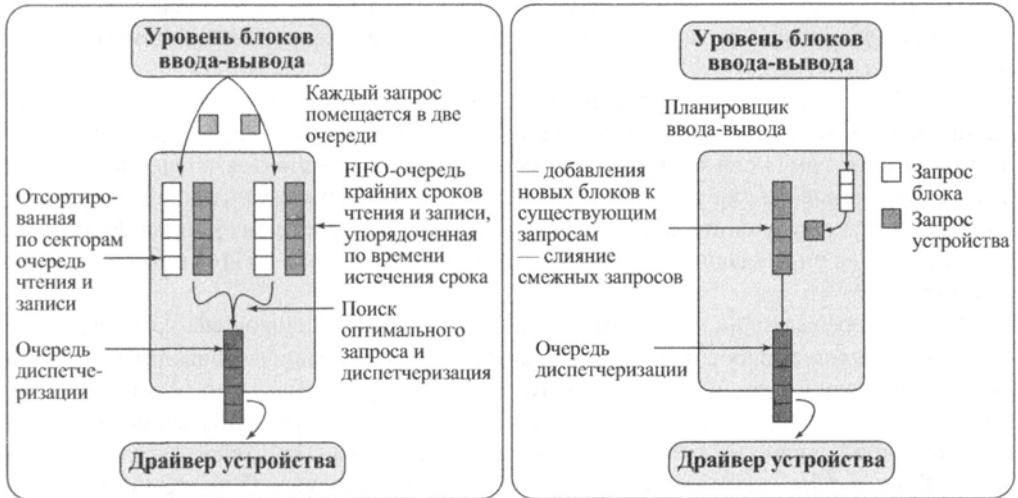 Уровень блоков
ввода-вывода
Каждый запрос
помещается в две
очереди
Отсортиро-
ванная
по секторам
очередь
чтения и
записи
FIFO-очередь
крайних сроков
чтения и записи,
упорядоченная
по времени
истечения срока
Поиск
оптимального
запроса и
диспетчеризация
Очередь
диспетче-
ризации
Драйвер устройства
Уровень блоков
ввода-вывода
Планировщик
ввода-вывода
— добавления
новых блоков к
существующим
запросам
— слияние
смежных запросов
Запрос
блока
Запрос
устройства
Очередь
диспетчеризации
Драйвер устройства